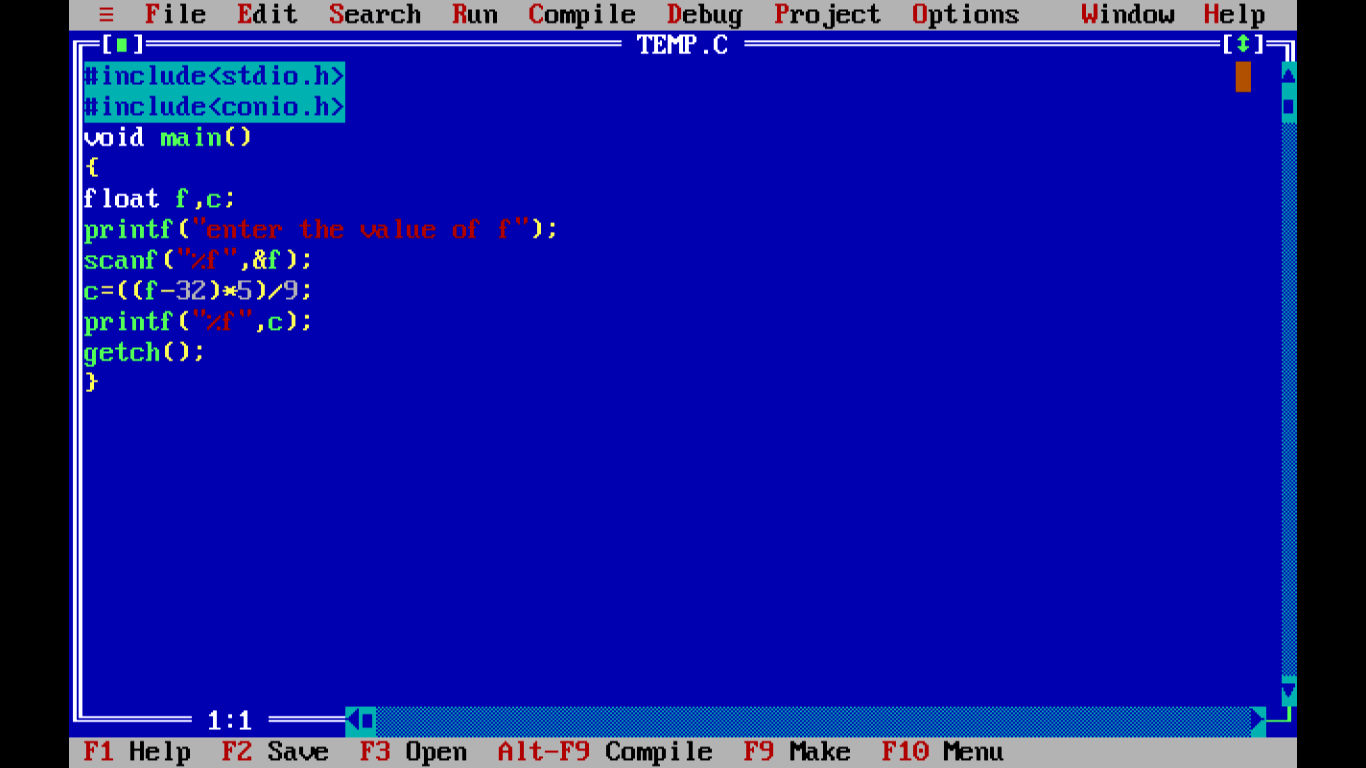 ≡ File Edit Search Run Compile Debug Project Options Window Help
[■] TEMP.C [↕]
#include<stdio.h>
#include<conio.h>
void main()
{
float f,c;
printf("enter the value of f");
scanf("%f",&f);
c=((f-32)*5)/9;
printf("%f",c);
getch();
}
1:1
F1 Help F2 Save F3 Open Alt-F9 Compile F9 Make F10 Menu